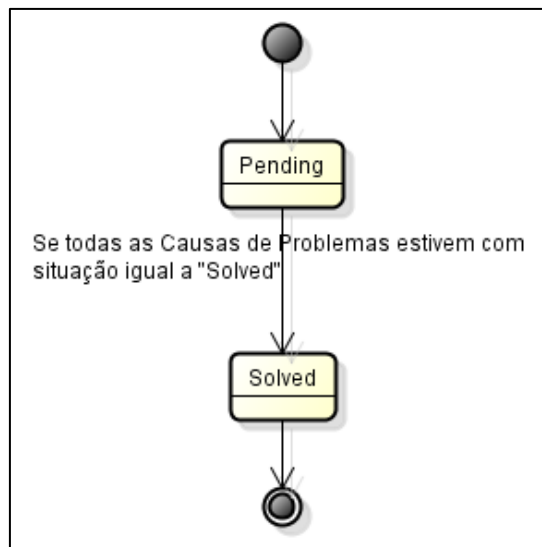 Pending
Se todas as Causas de Problemas estivem com
situação igual a "Solved"
Solved